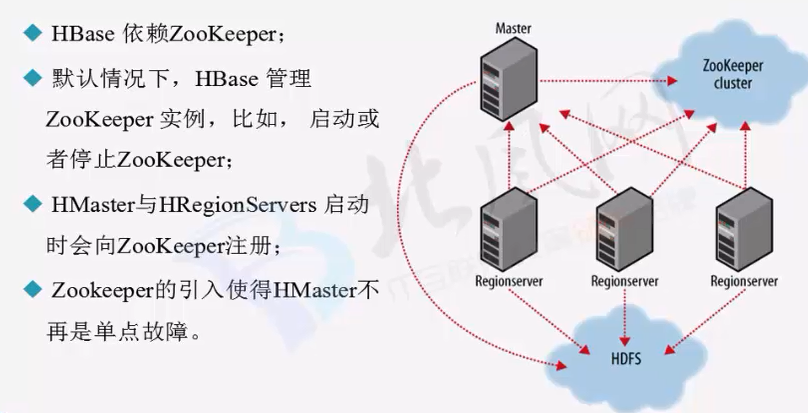 HBase 依赖ZooKeeper；
默认情况下，HBase 管理
ZooKeeper 实例，比如， 启动或
者停止ZooKeeper；
HMaster与HRegionServers 启动
时会向ZooKeeper注册；
Zookeeper的引入使得HMaster不
再是单点故障。
Master
ZooKeeper
cluster
Regionserver
Regionserver
Regionserver
HDFS
北风网